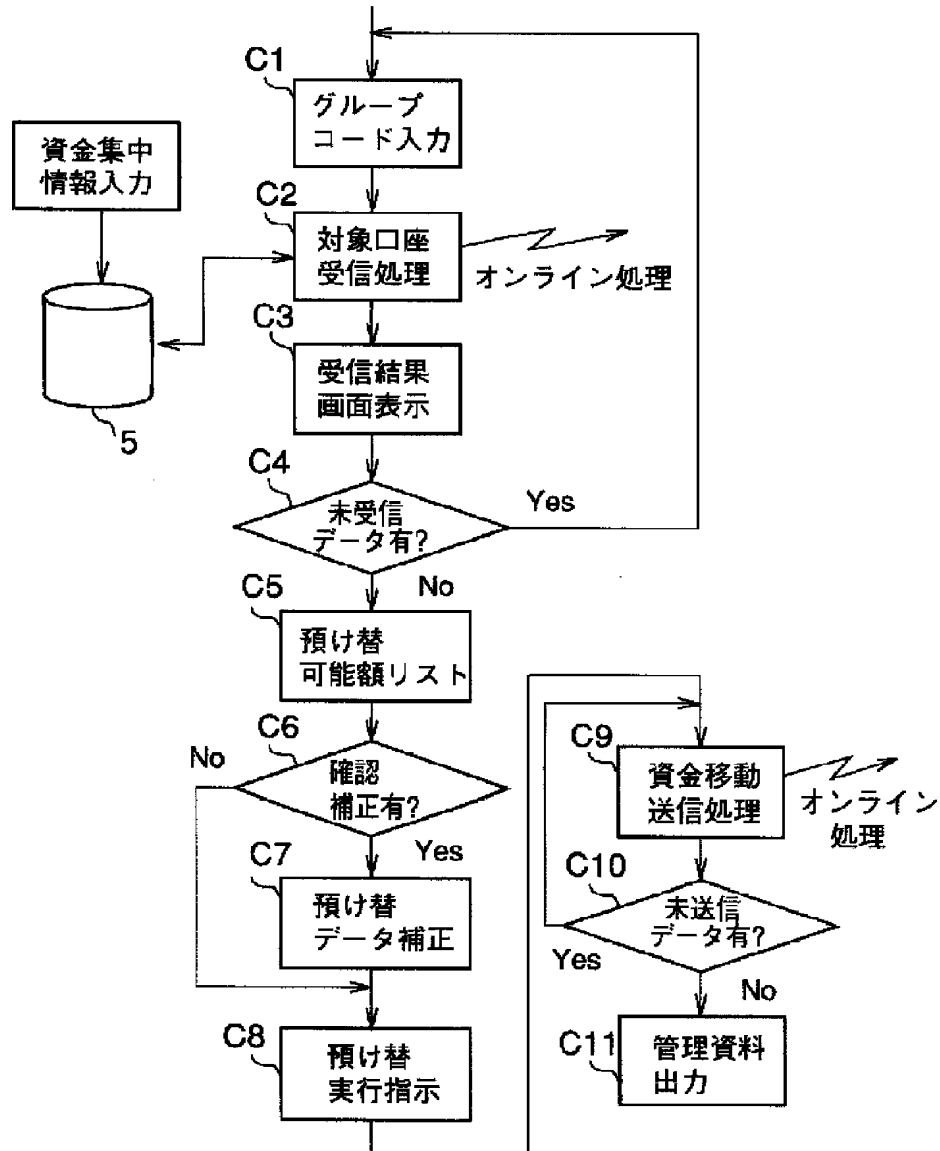 C1
グループ
コード入力
資金集中
情報入力
C2
対象口座
受信処理
オンライン処理
5
C3
受信結果
画面表示
C4
未受信
データ有?
Yes
No
C5
預け替
可能額リスト
C6
No
確認
補正有?
Yes
C7
預け替
データ補正
C8
預け替
実行指示
C9
資金移動
送信処理
オンライン
処理
C10
未送信
データ有?
Yes
No
C11
管理資料
出力